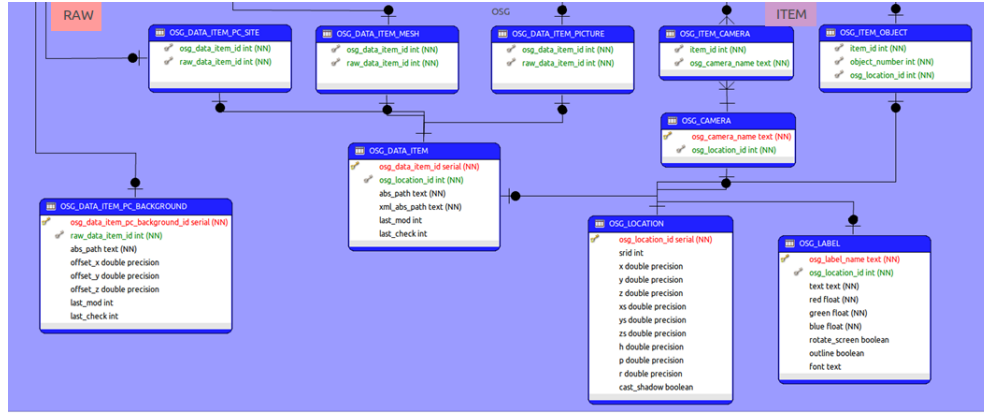 RAW
OSG
ITEM
OSG_DATA_ITEM_PC_SITE
osg_data_item_id int (NN)
raw_data_item_id int (NN)
OSG_DATA_ITEM_MESH
osg_data_item_id int (NN)
raw_data_item_id int (NN)
OSG_DATA_ITEM_PICTURE
osg_data_item_id int (NN)
raw_data_item_id int (NN)
OSG_ITEM_CAMERA
item_id int (NN)
osg_camera_name text (NN)
OSG_ITEM_OBJECT
item_id int (NN)
object_number int (NN)
osg_location_id int (NN)
OSG_CAMERA
osg_camera_name text (NN)
osg_location_id int (NN)
OSG_DATA_ITEM
osg_data_item_id serial (NN)
osg_location_id int (NN)
abs_path text (NN)
xml_abs_path text (NN)
last_mod int
last_check int
OSG_DATA_ITEM_PC_BACKGROUND
osg_data_item_pc_background_id serial (NN)
raw_data_item_id int (NN)
abs_path text (NN)
offset_x double precision
offset_y double precision
offset_z double precision
last_mod int
last_check int
OSG_LOCATION
osg_location_id serial (NN)
srid int
x double precision
y double precision
z double precision
xs double precision
ys double precision
zs double precision
h double precision
p double precision
r double precision
cast_shadow boolean
OSG_LABEL
osg_label_name text (NN)
osg_location_id int (NN)
text text (NN)
red float (NN)
green float (NN)
blue float (NN)
rotate_screen boolean
outline boolean
font text